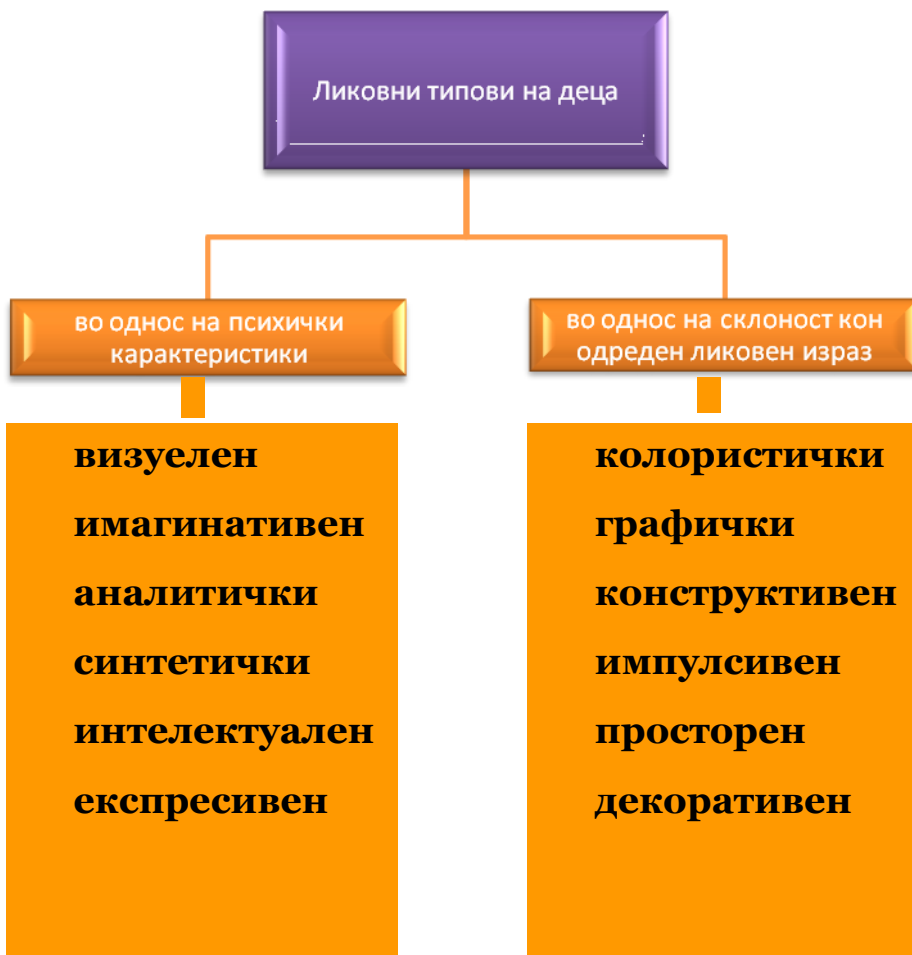 Ликовни типови на деца
во однос на психички
карактеристики
визуелен
имагинативен
аналитички
синтетички
интелектуален
експресивен
во однос на склоност кон
одреден ликовен израз
колористички
графички
конструктивен
импулсивен
просторен
декоративен